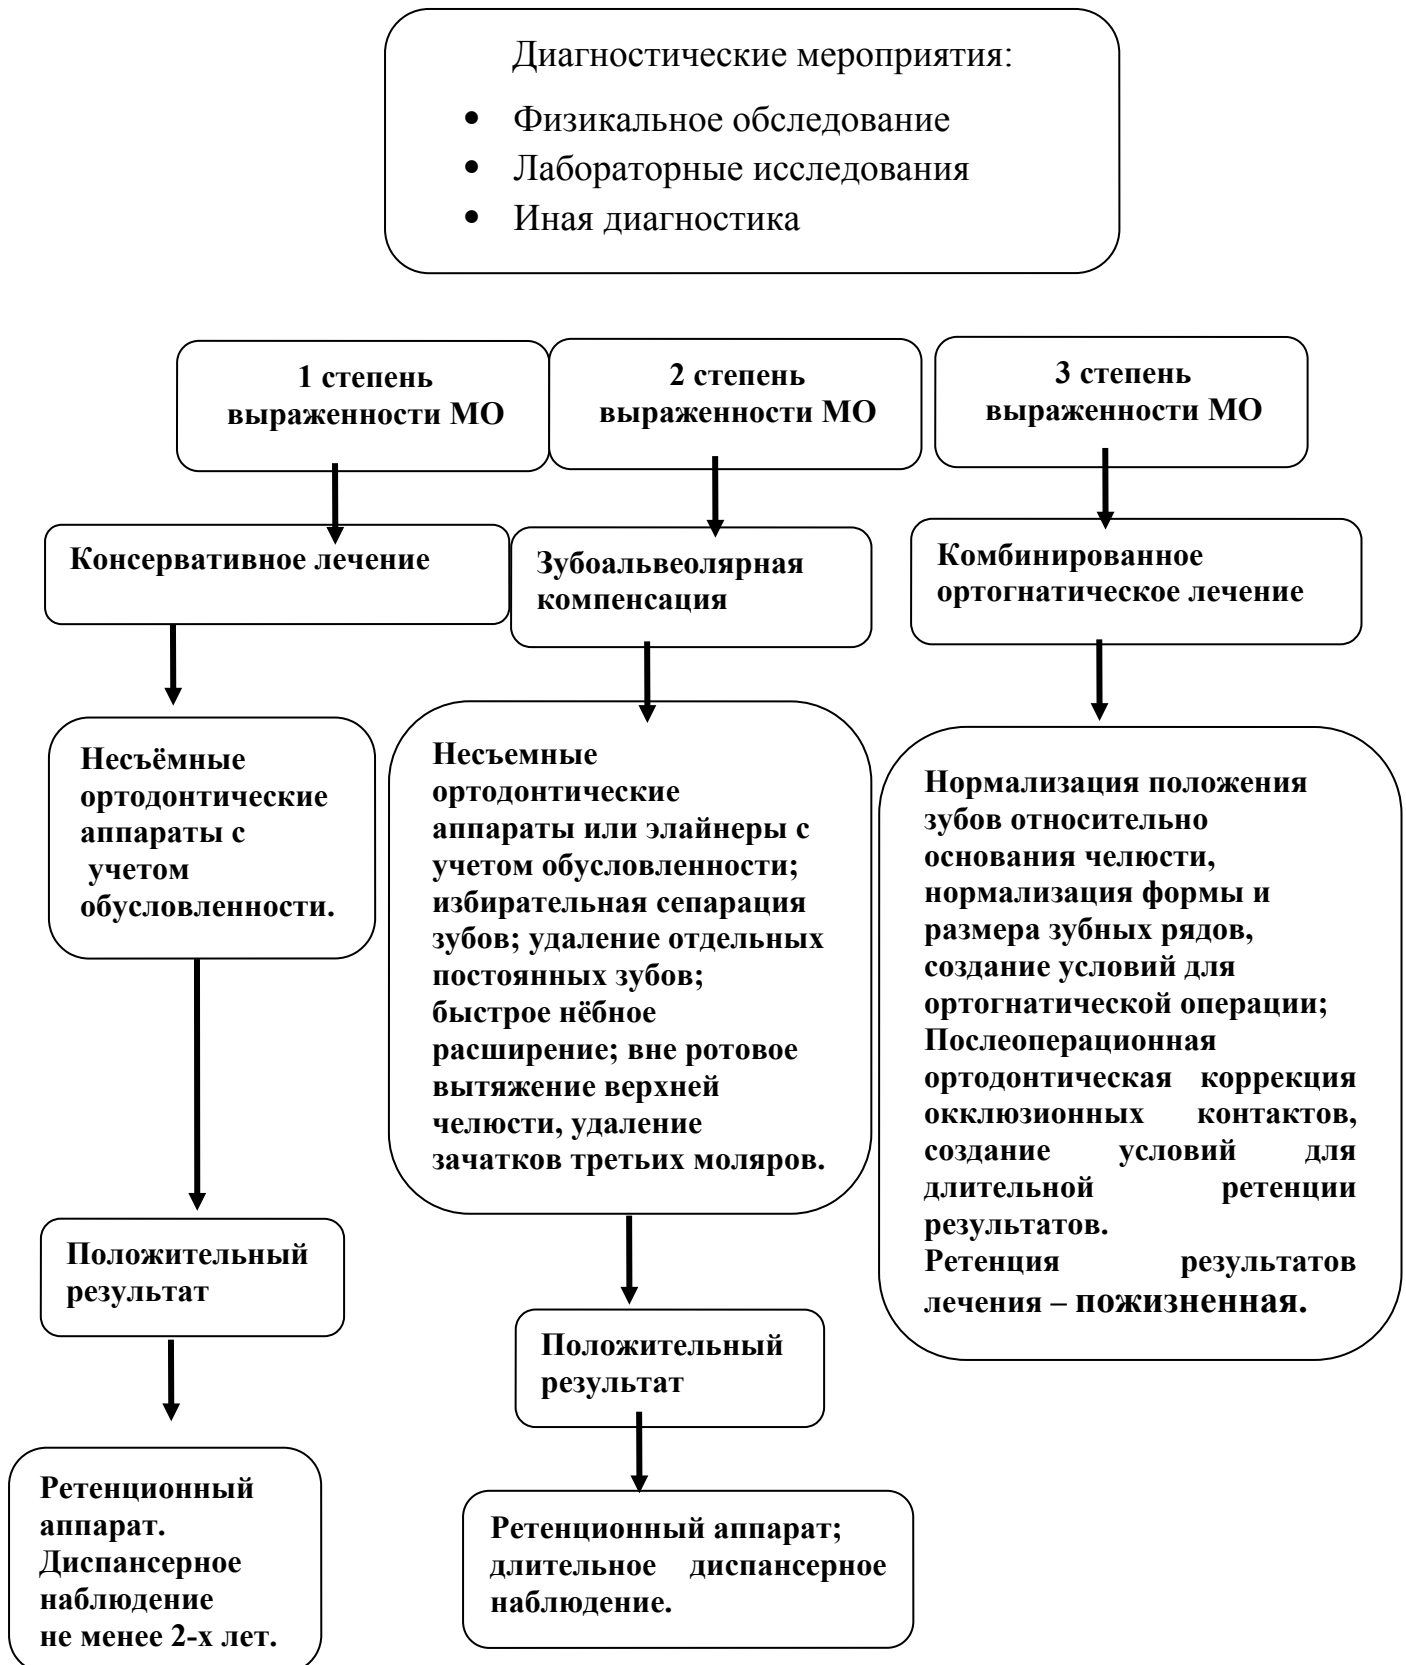 Диагностические мероприятия:
• Физикальное обследование
• Лабораторные исследования
• Иная диагностика
1 степень
выраженности МО
2 степень
выраженности МО
3 степень
выраженности МО
Консервативное лечение
Зубоальвеолярная
компенсация
Комбинированное
ортогнатическое лечение
Несъёмные
ортодонтические
аппараты с
учетом
обусловленности.
Несъемные
ортодонтические
аппараты или элайнеры с
учетом обусловленности;
избирательная сепарация
зубов; удаление отдельных
постоянных зубов;
быстрое нёбное
расширение; вне ротовое
вытяжение верхней
челюсти, удаление
зачатков третьих моляров.
Нормализация положения
зубов относительно
основания челюсти,
нормализация формы и
размера зубных рядов,
создание условий для
ортогнатической операции;
Послеоперационная
ортодонтическая коррекция
окклюзионных контактов,
создание условий для
длительной ретенции
результатов.
Ретенция результатов
лечения – пожизненная.
Положительный
результат
Положительный
результат
Ретенционный
аппарат.
Диспансерное
наблюдение
не менее 2-х лет.
Ретенционный аппарат;
длительное диспансерное
наблюдение.